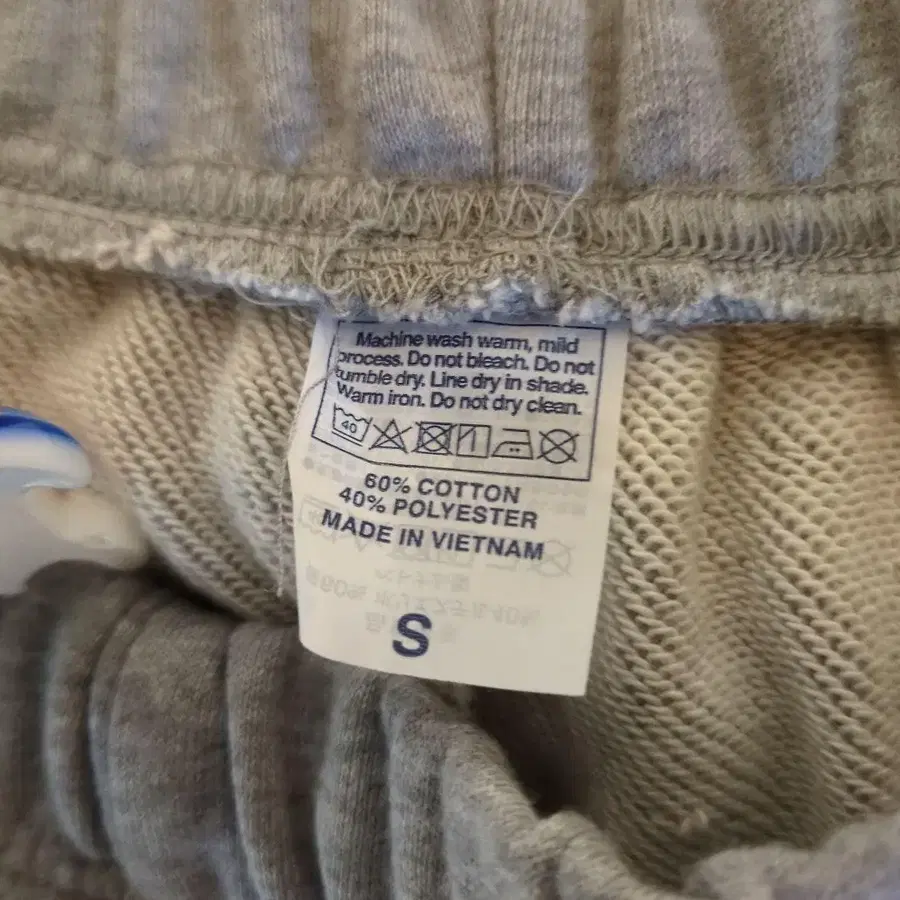 Machine wash warm, mild
process. Do not bleach. Do not
tumble dry. Line dry in shade.
Warm iron. Do not dry clean.
40
60% COTTON
40% POLYESTER
MADE IN VIETNAM
S